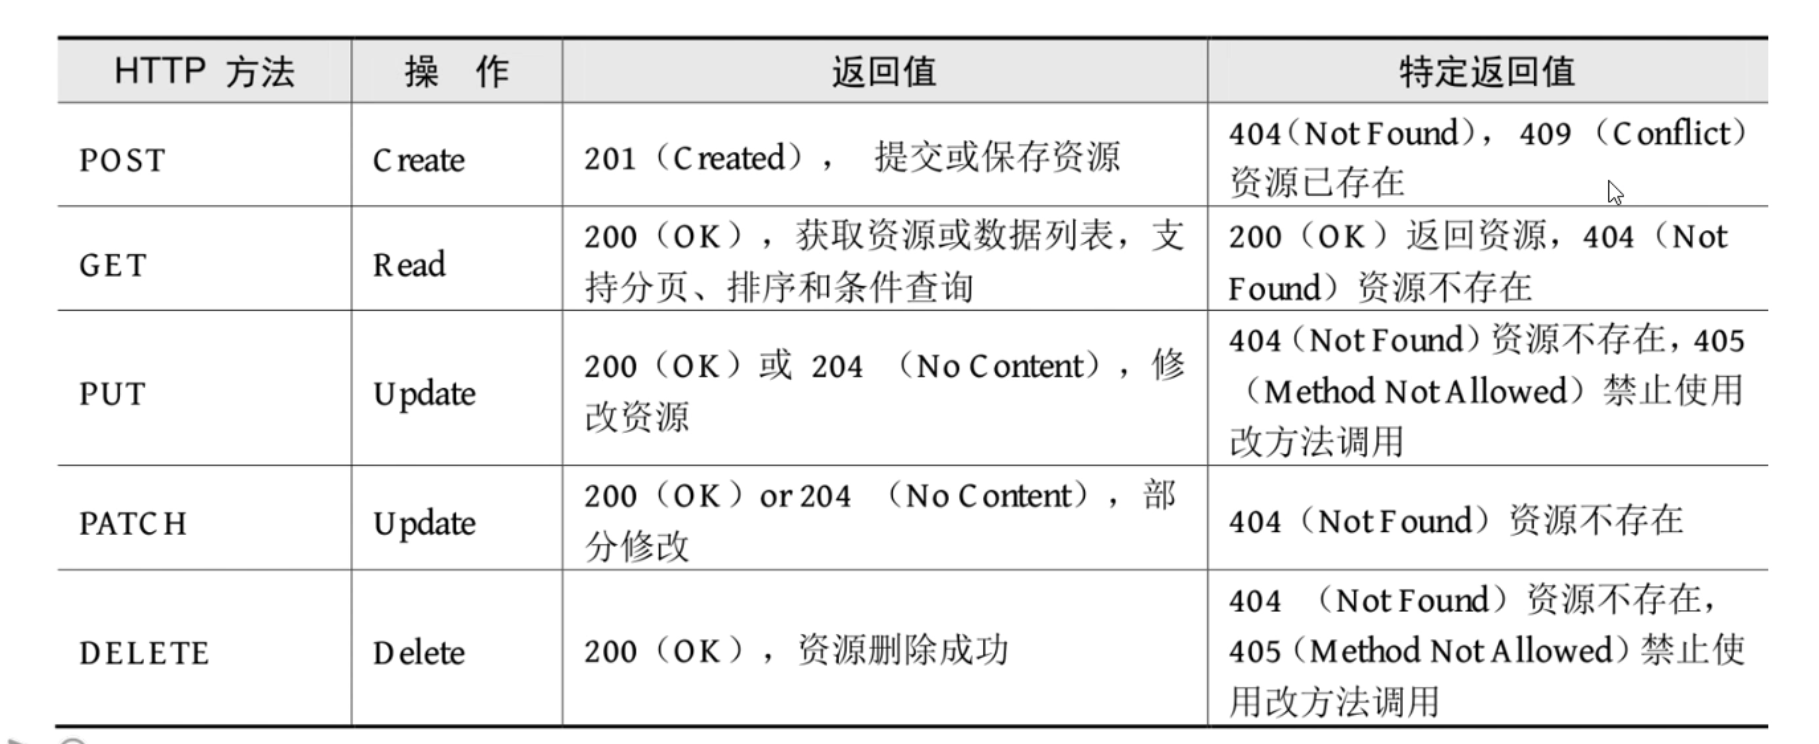 HTTP 方法 操 作 返回值 特定返回值
POST Create 201（Created）， 提交或保存资源
404（Not Found），409（Conflict）
资源已存在
GET Read
200（OK），获取资源或数据列表，支
持分页、排序和条件查询
200（OK）返回资源，404（Not
Found）资源不存在
PUT Update
200（OK）或 204 （No Content），修
改资源
404（Not Found）资源不存在，405
（Method Not Allowed）禁止使用
改方法调用
PATCH Update
200（OK）or 204 （No Content），部
分修改
404（Not Found）资源不存在
DELETE Delete 200（OK），资源删除成功
404 （Not Found）资源不存在，
405（Method Not Allowed）禁止使
用改方法调用